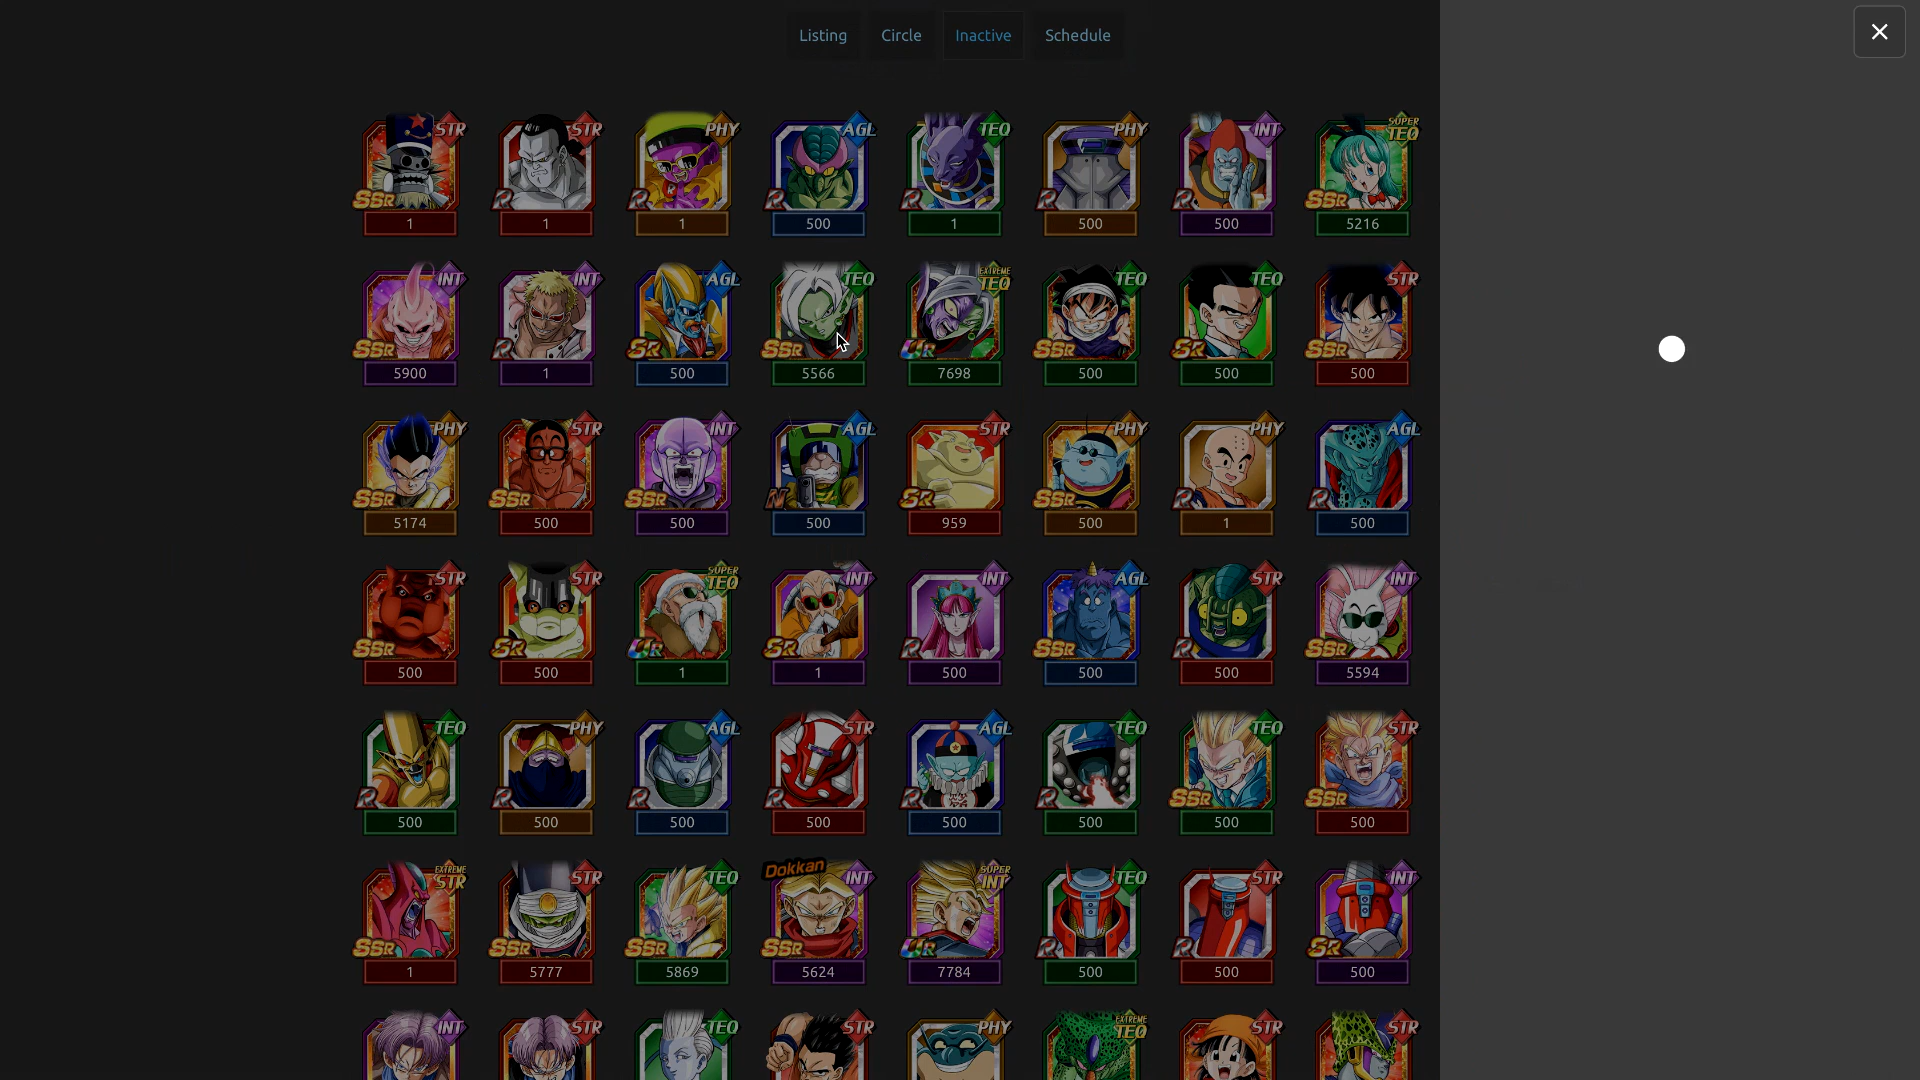 Listing Circle Inactive Schedule
STR STR PHY AGL TEQ PHY INT SUPER TEQ
SSR R R R R R R SSR
1 1 1 500 1 500 500 5216
INT INT AGL TEQ EXTREME TEQ TEQ TEQ STR
SSR R SR SSR UR SSR SR SSR
5900 1 500 5566 7698 500 500 500
PHY STR INT AGL STR PHY PHY AGL
SSR SSR SSR N SR SSR R R
5174 500 500 500 959 500 1 500
STR STR SUPER TEQ INT INT AGL STR INT
SSR SR UR SR R SSR R SSR
500 500 1 1 500 500 500 5594
TEQ PHY AGL STR AGL TEQ TEQ STR
R R R R R R SSR SSR
500 500 500 500 500 500 500 500
EXTREME STR STR TEQ Dokkan INT SUPER INT TEQ STR INT
SSR SSR SSR SSR UR R R SR
1 5777 5869 5624 7784 500 500 500
INT STR TEQ STR PHY EXTREME TEQ STR STR